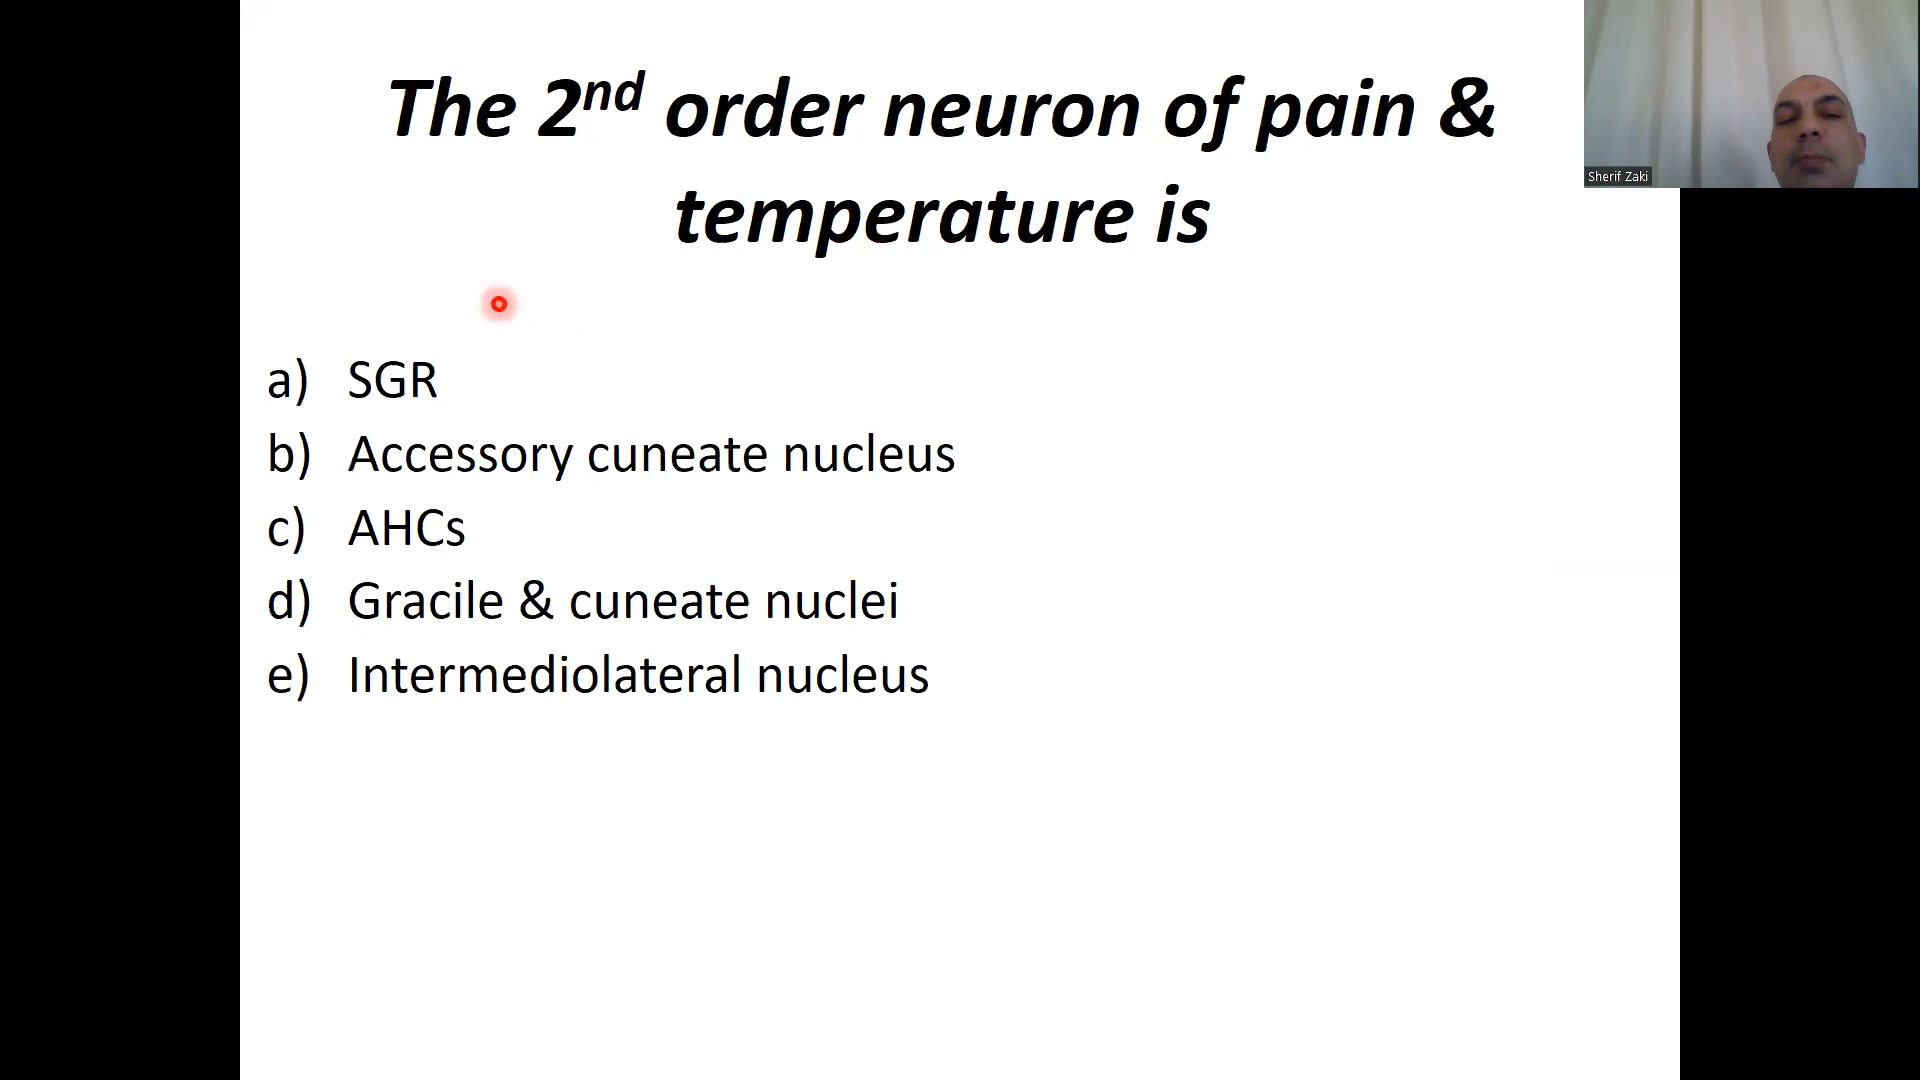 The 2nd order neuron of pain &
temperature is
Sherif Zaki
a) SGR
b) Accessory cuneate nucleus
c) AHCs
d) Gracile & cuneate nuclei
e) Intermediolateral nucleus